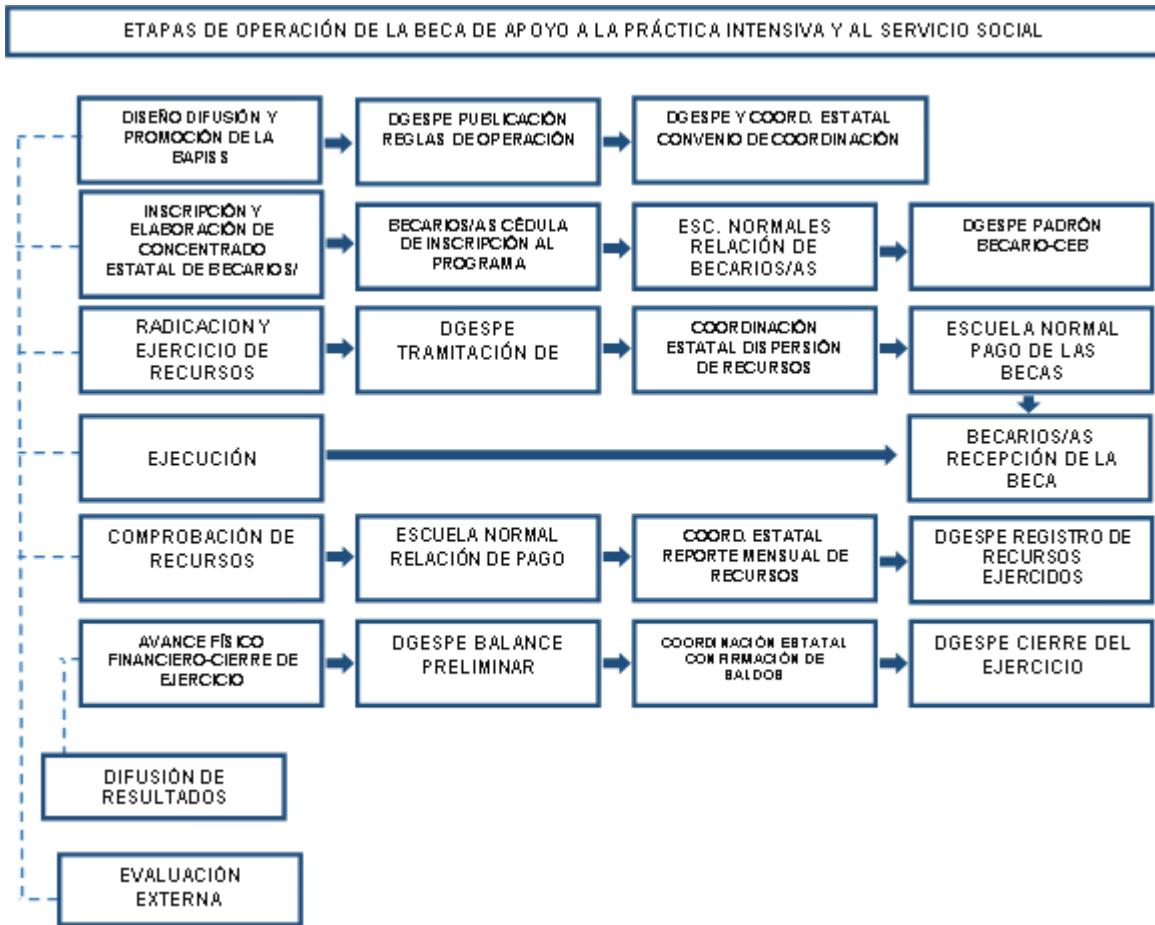 ETAPAS DE OPERACIÓN DE LA BECA DE APOYO A LA PRÁCTICA INTENSIVA Y AL SERVICIO SOCIAL
DISEÑO DIFUSIÓN Y
PROMOCIÓN DE LA
BAPISS
DGESPE PUBLICACIÓN
REGLAS DE OPERACIÓN
DGESPE Y COORD. ESTATAL
CONVENIO DE COORDINACIÓN
INSCRIPCIÓN Y
ELABORACIÓN DE
CONCENTRADO
ESTATAL DE BECARIOS/
BECARIOS/AS CÉDULA
DE INSCRIPCIÓN AL
PROGRAMA
ESC. NORMALES
RELACIÓN DE
BECARIOS/AS
DGESPE PADRÓN
BECARIO-CEB
RADICACION Y
EJERCICIO DE
RECURSOS
DGESPE
TRAMITACIÓN DE
COORDINACIÓN
ESTATAL DISPERSIÓN
DE RECURSOS
ESCUELA NORMAL
PAGO DE LAS
BECAS
EJECUCIÓN
BECARIOS/AS
RECEPCIÓN DE LA
BECA
COMPROBACIÓN DE
RECURSOS
ESCUELA NORMAL
RELACIÓN DE PAGO
COORD. ESTATAL
REPORTE MENSUAL DE
RECURSOS
DGESPE REGISTRO DE
RECURSOS
EJERCIDOS
AVANCE FÍSICO
FINANCIERO-CIERRE DE
EJERCICIO
DGESPE BALANCE
PRELIMINAR
COORDINACIÓN ESTATAL
CONFIRMACIÓN DE
SALDOS
DGESPE CIERRE DEL
EJERCICIO
DIFUSIÓN DE
RESULTADOS
EVALUACIÓN
EXTERNA